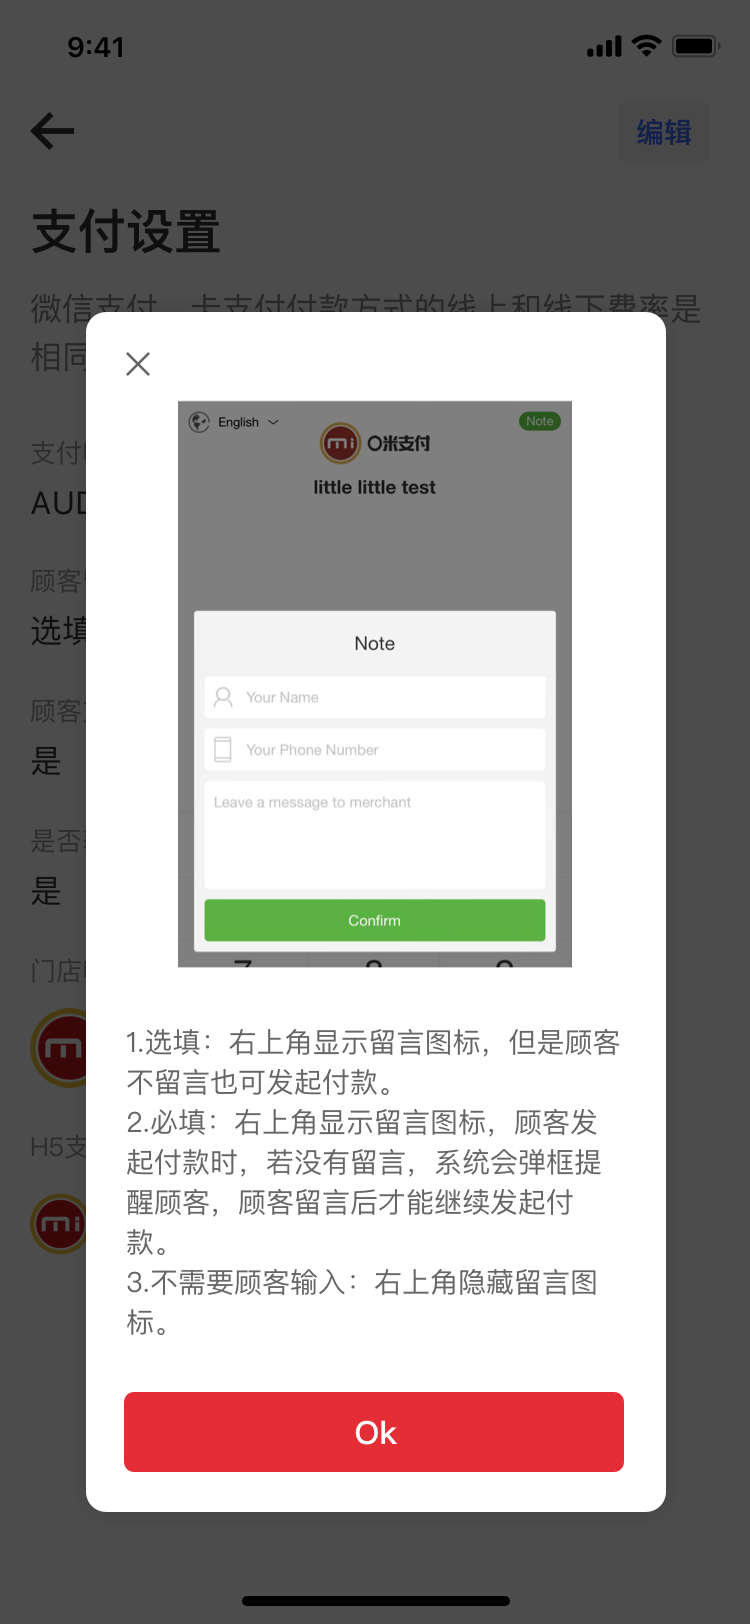 9:41
编辑
支付设置
微信支付、卡支付付款方式的线上和线下费率是
相同
支付
AUD
顾客
选填
顾客
是
是否
是
门店
mi
H5支
mi
English
Note
mi O米支付
little little test
Note
Your Name
Your Phone Number
Leave a message to merchant
Confirm
1.选填：右上角显示留言图标，但是顾客
不留言也可发起付款。
2.必填：右上角显示留言图标，顾客发
起付款时，若没有留言，系统会弹框提
醒顾客，顾客留言后才能继续发起付
款。
3.不需要顾客输入：右上角隐藏留言图
标。
Ok